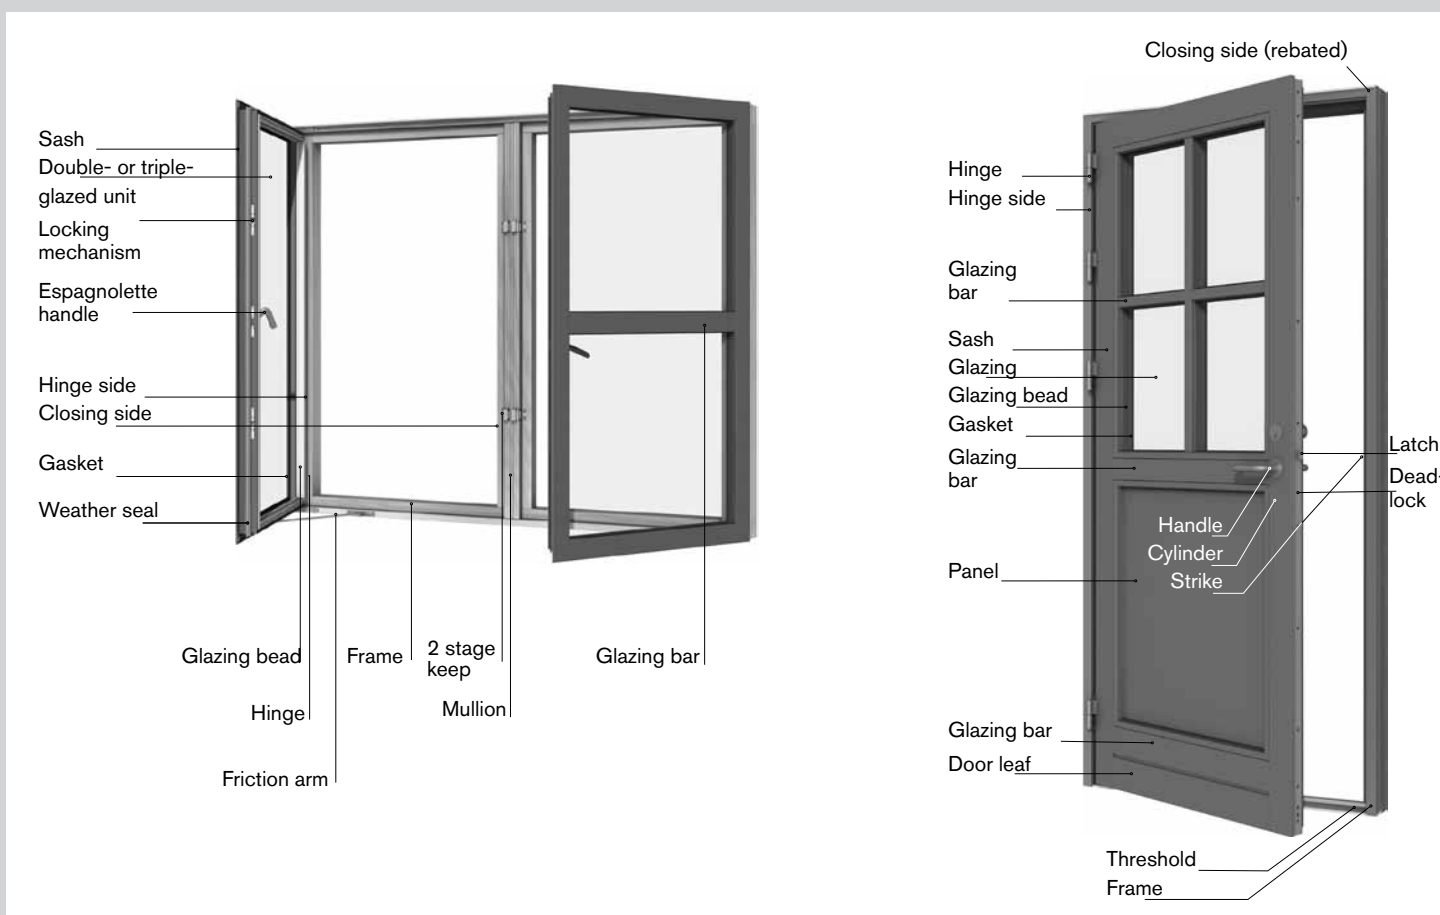 Sash
Double- or triple-
glazed unit
Locking
mechanism
Espagnolette
handle
Hinge side
Closing side
Gasket
Weather seal
Glazing bead
Frame
2 stage
keep
Glazing bar
Hinge
Mullion
Friction arm
Closing side (rebated)
Hinge
Hinge side
Glazing
bar
Sash
Glazing
Glazing bead
Gasket
Glazing
bar
Latch
Dead-
lock
Handle
Cylinder
Strike
Panel
Glazing bar
Door leaf
Threshold
Frame